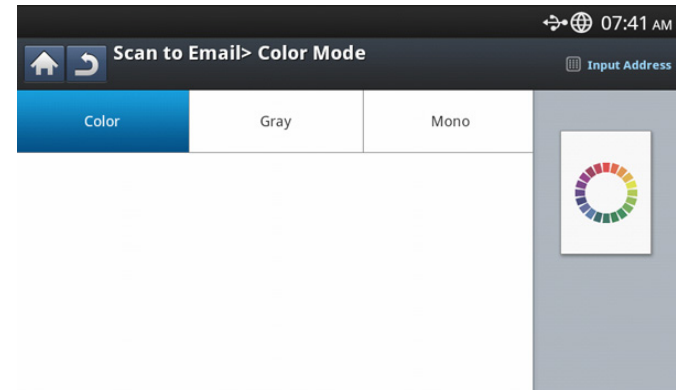 07:41 AM
Scan to Email> Color Mode
Input Address
Color Gray Mono